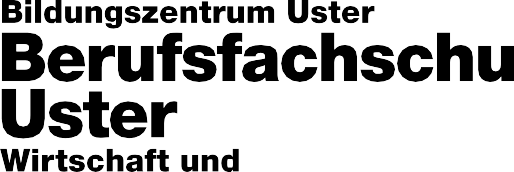 Bildungszentrum Uster
Berufsfachschu
Uster
Wirtschaft und